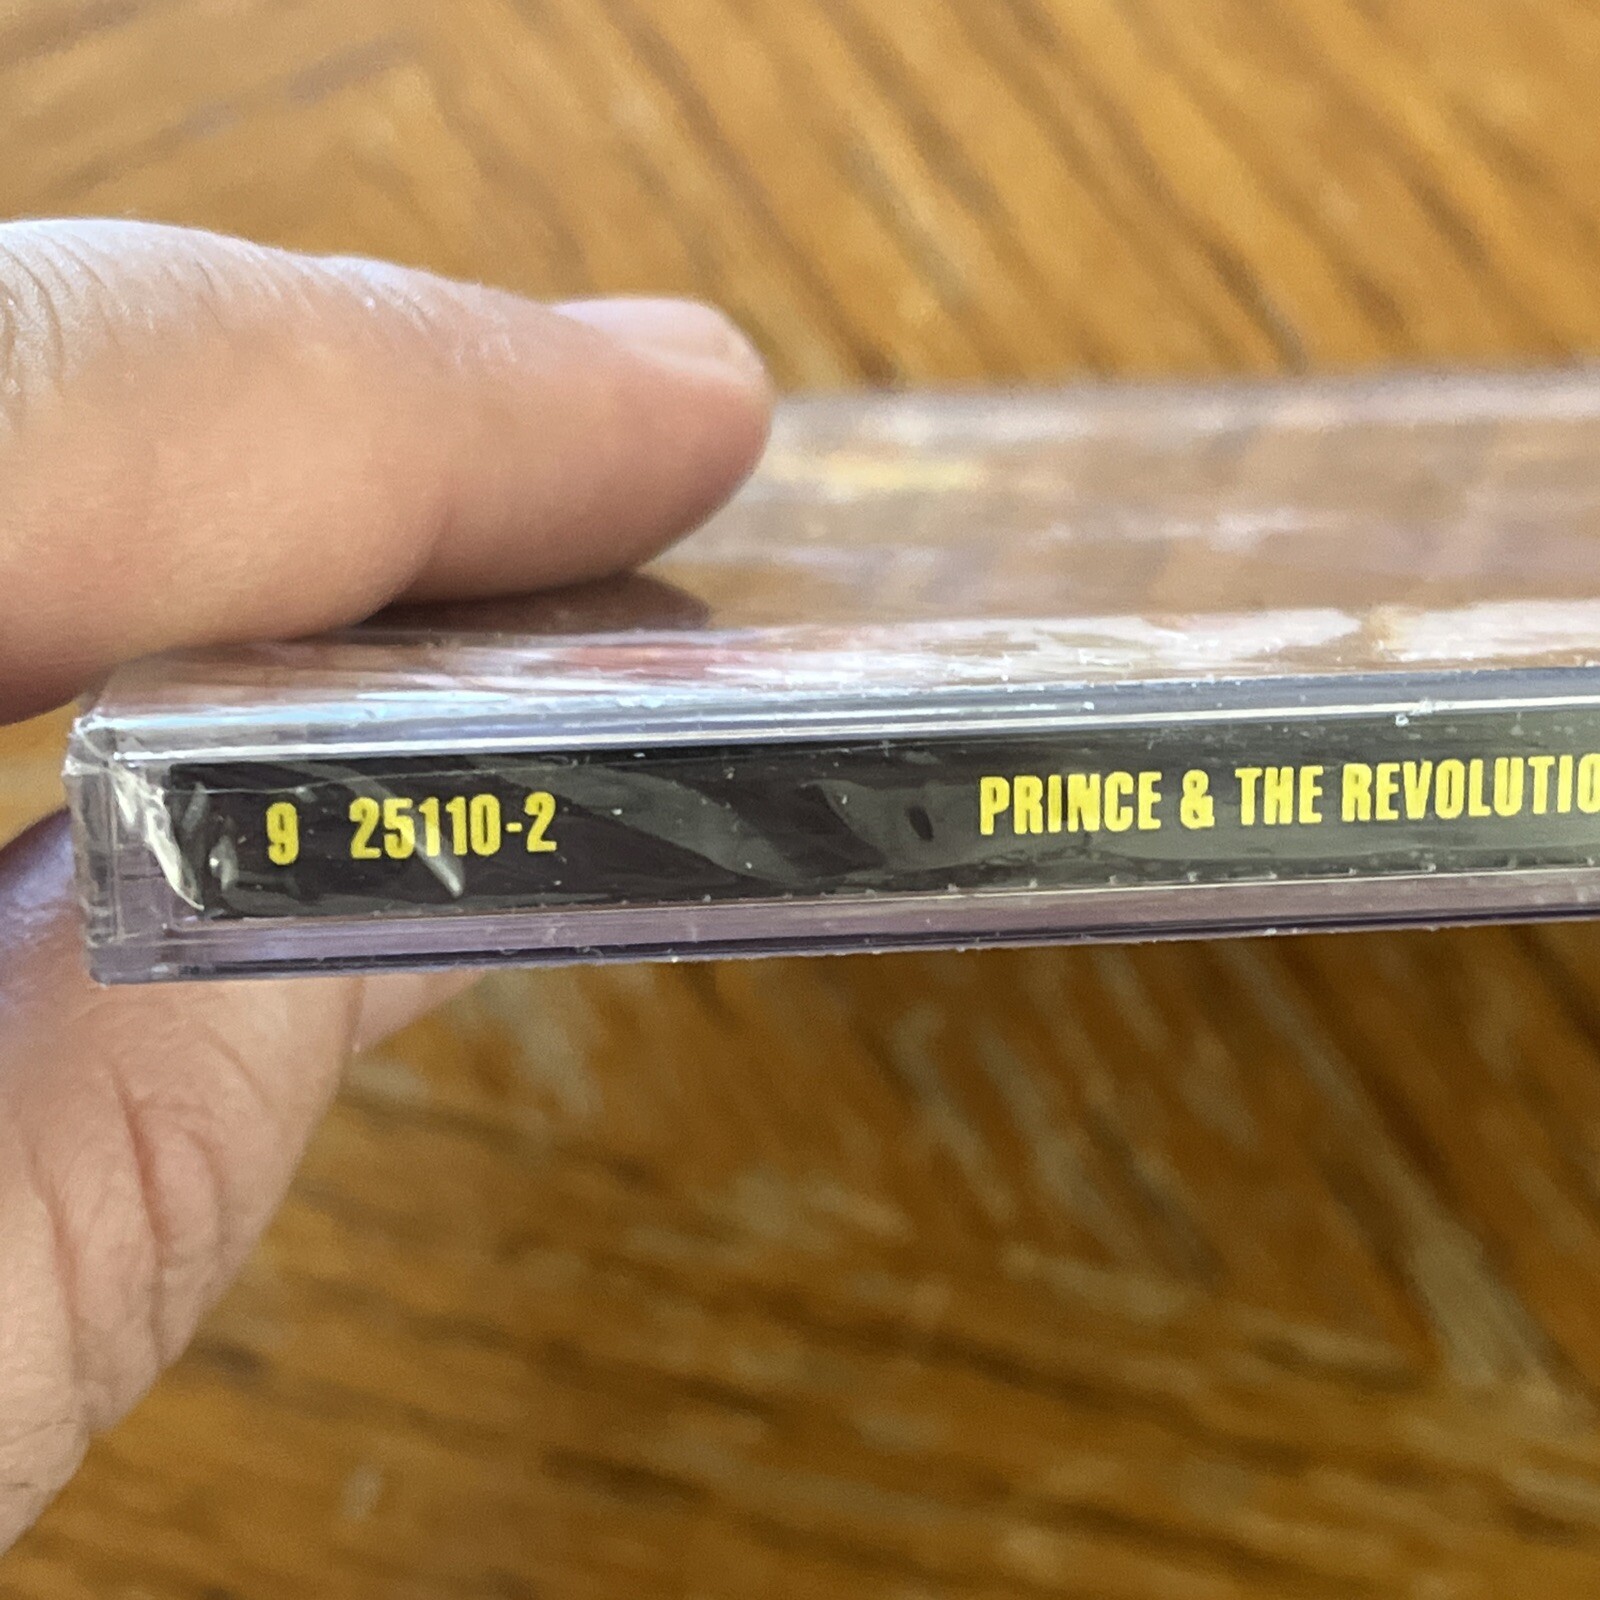 9 25110-2 PRINCE & THE REVOLUTIO